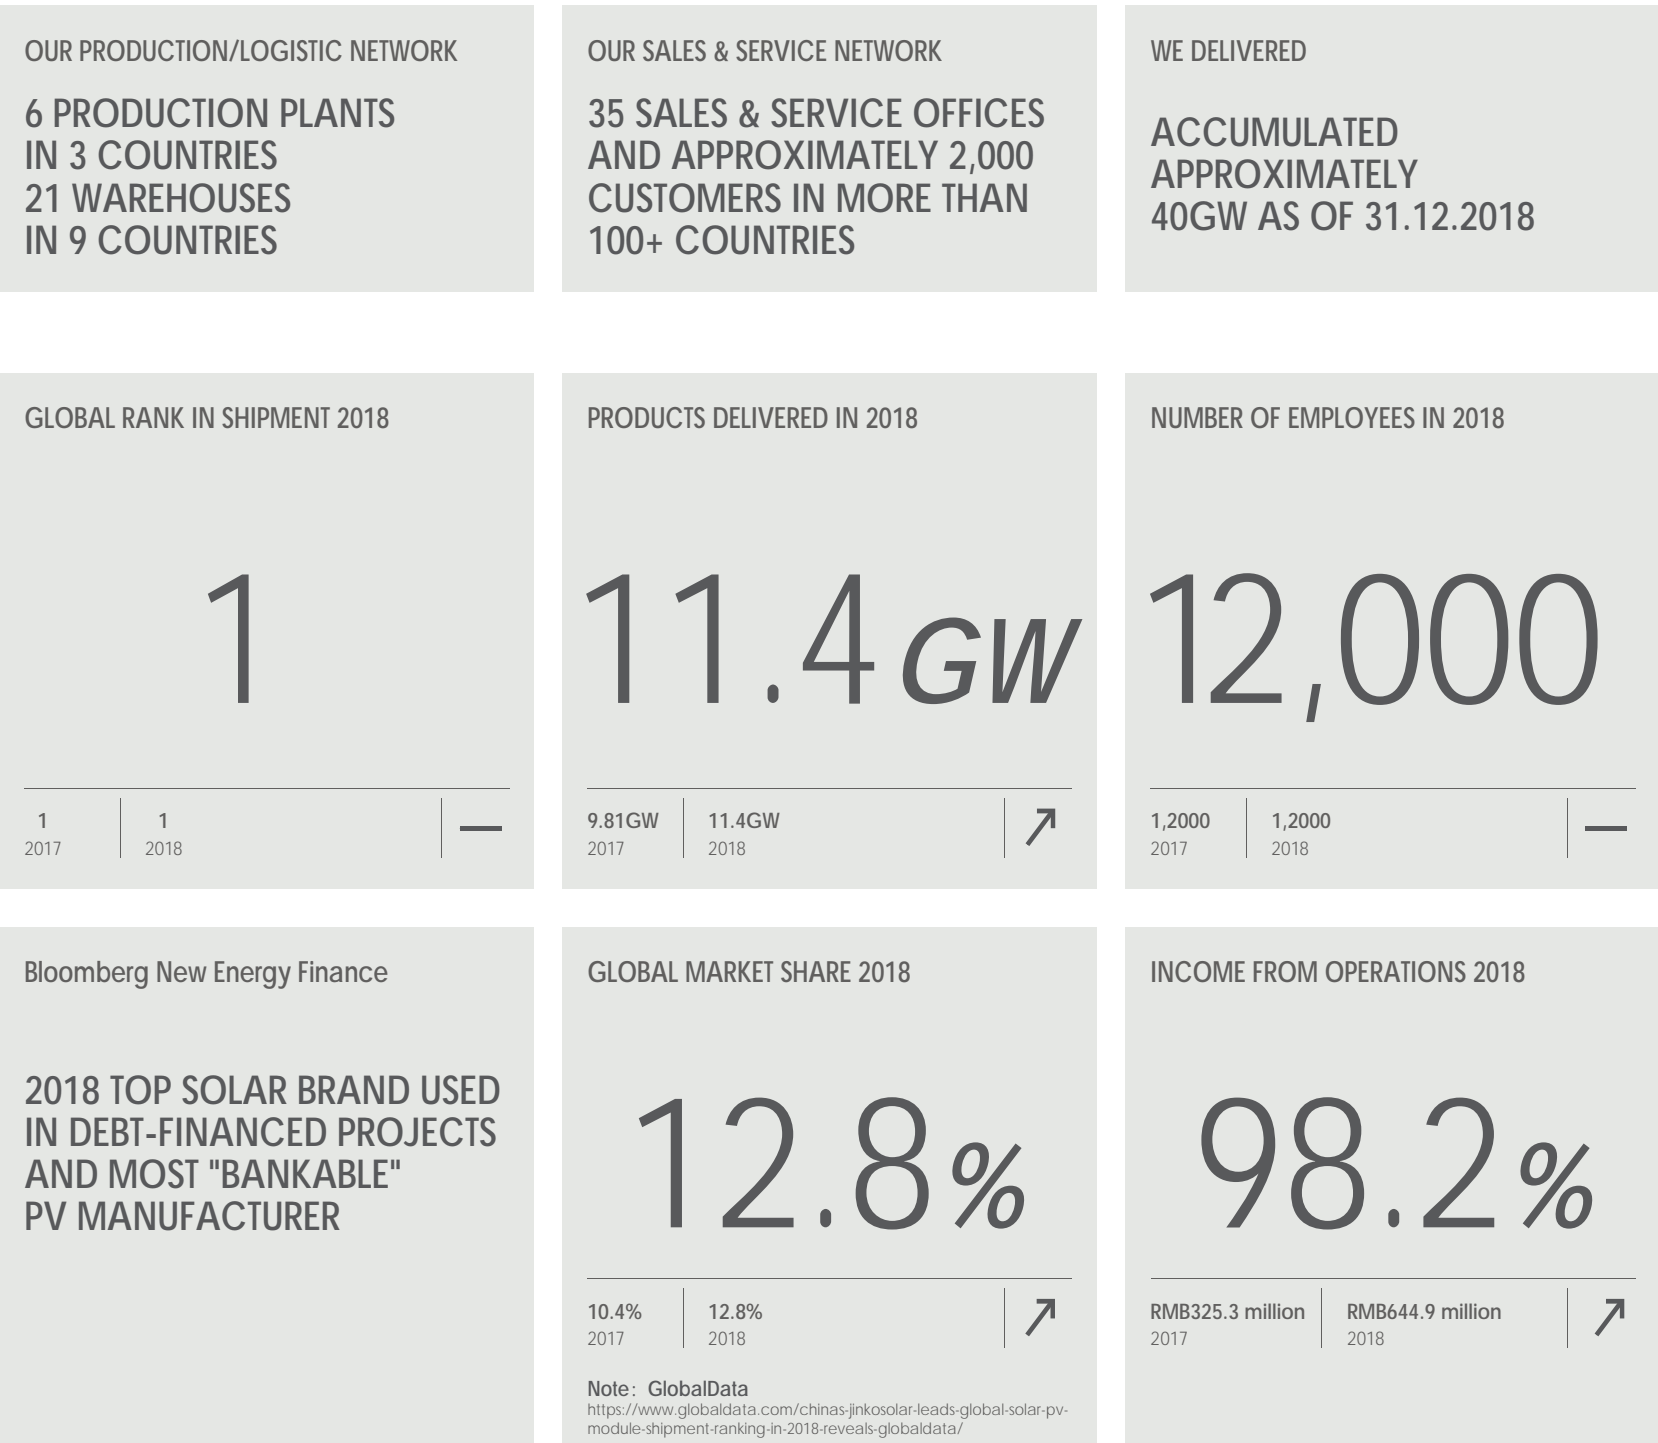 OUR PRODUCTION/LOGISTIC NETWORK
6 PRODUCTION PLANTS
IN 3 COUNTRIES
21 WAREHOUSES
IN 9 COUNTRIES
OUR SALES & SERVICE NETWORK
35 SALES & SERVICE OFFICES
AND APPROXIMATELY 2,000
CUSTOMERS IN MORE THAN
100+ COUNTRIES
WE DELIVERED
ACCUMULATED
APPROXIMATELY
40GW AS OF 31.12.2018
GLOBAL RANK IN SHIPMENT 2018
1
1 1
2017 2018
PRODUCTS DELIVERED IN 2018
11.4 GW
9.81GW 11.4GW
2017 2018
NUMBER OF EMPLOYEES IN 2018
12,000
1,2000 1,2000
2017 2018
Bloomberg New Energy Finance
2018 TOP SOLAR BRAND USED
IN DEBT-FINANCED PROJECTS
AND MOST "BANKABLE"
PV MANUFACTURER
GLOBAL MARKET SHARE 2018
12.8%
10.4% 12.8%
2017 2018
Note: GlobalData
https://www.globaldata.com/chinas-jinkosolar-leads-global-solar-pv-
module-shipment-ranking-in-2018-reveals-globaldata/
INCOME FROM OPERATIONS 2018
98.2%
RMB325.3 million RMB644.9 million
2017 2018